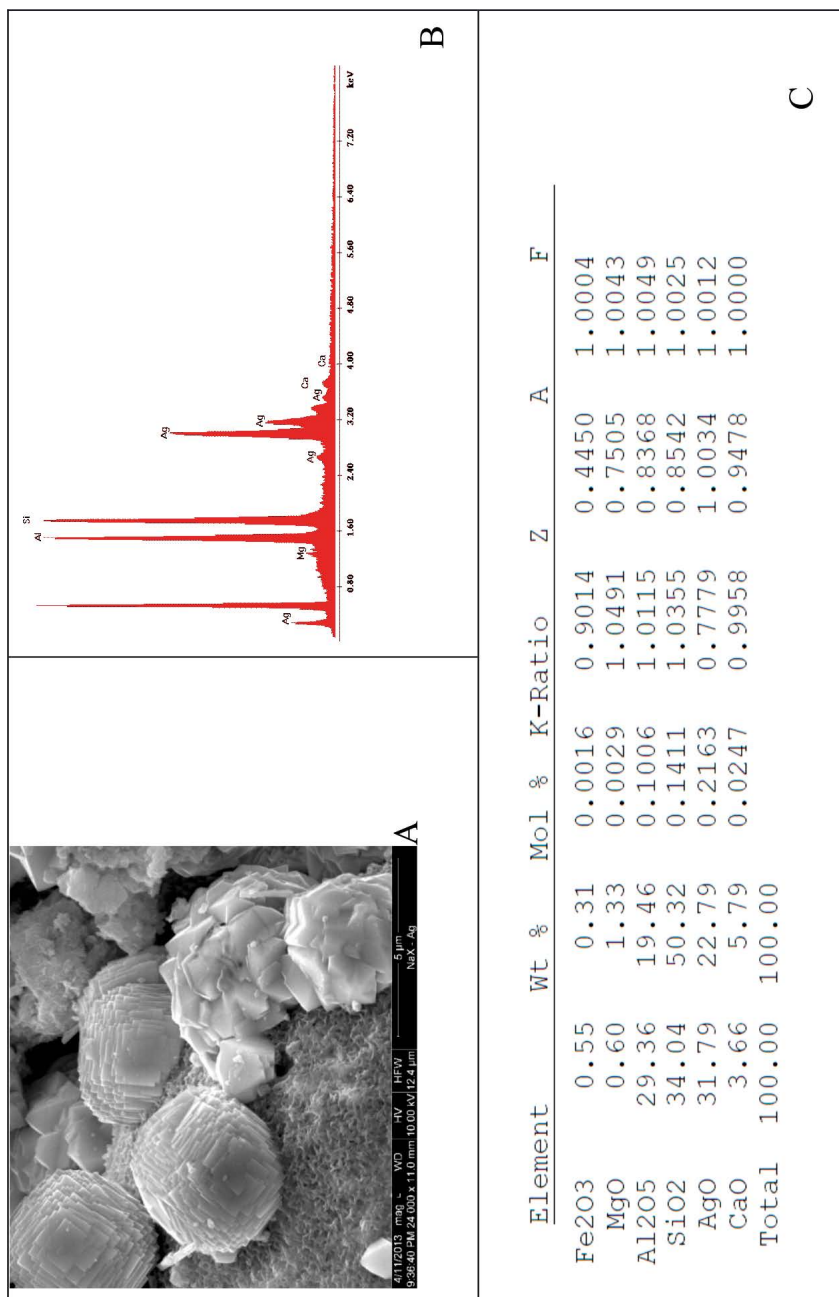 4/11/2013 mag WD HV HFW 5 µm
9:36:40 PM 24 000 x 11.0 mm 10.00 kV 12.4 µm NaX - Ag
A
Ag
Mg
Al
Si
Ag
Ag
Ag
Ag
Ca
Ca
0.80 1.60 2.40 3.20 4.00 4.80 5.60 6.40 7.20 keV
B
Element Wt % Mol % K-Ratio Z A F
Fe2O3 0.55 0.31 0.0016 0.9014 0.4450 1.0004
MgO 0.60 1.33 0.0029 1.0491 0.7505 1.0043
Al2O5 29.36 19.46 0.1006 1.0115 0.8368 1.0049
SiO2 34.04 50.32 0.1411 1.0355 0.8542 1.0025
AgO 31.79 22.79 0.2163 0.7779 1.0034 1.0012
CaO 3.66 5.79 0.0247 0.9958 0.9478 1.0000
Total 100.00 100.00
C